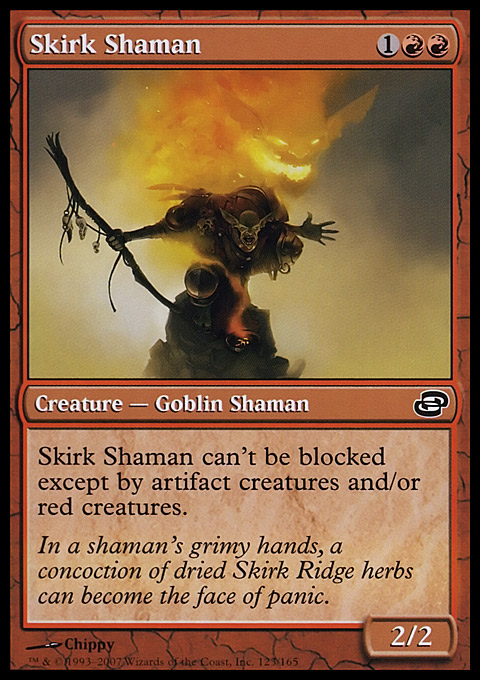 Skirk Shaman 1
Creature — Goblin Shaman
Skirk Shaman can't be blocked
except by artifact creatures and/or
red creatures.
In a shaman's grimy hands, a
concoction of dried Skirk Ridge herbs
can become the face of panic.
2/2
Chippy
™ & © 1993-2007 Wizards of the Coast, Inc. 123/165